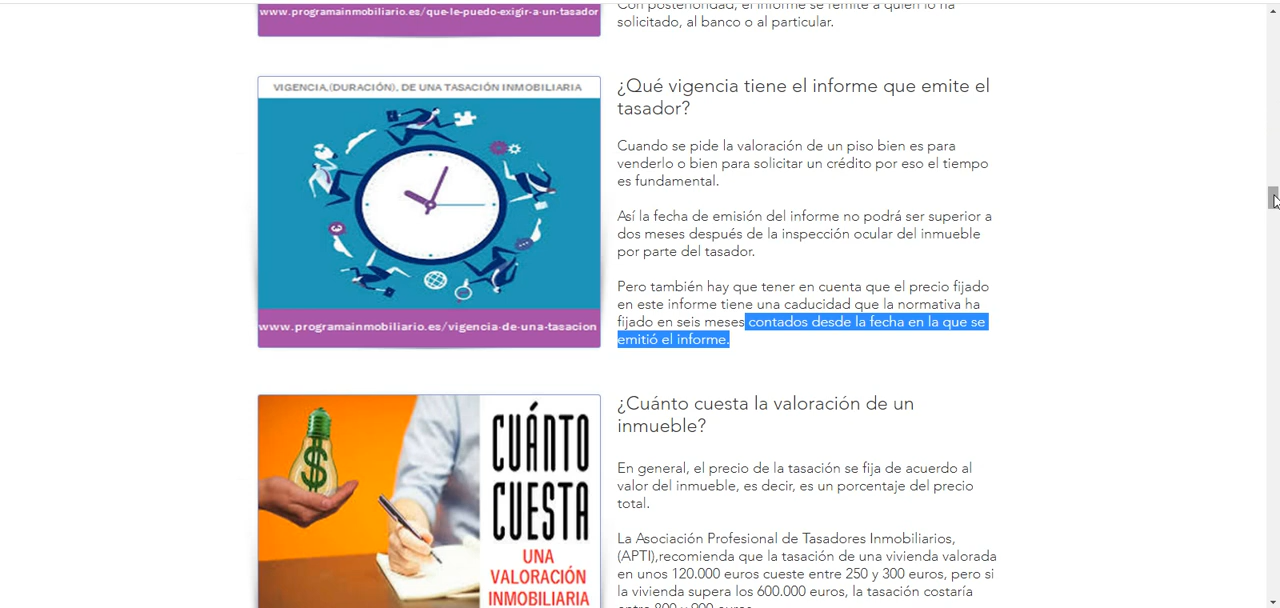 www.programainmobiliario.es/que-le-puedo-exigir-a-un-tasador
Con posterioridad, el informe se remite a quien lo ha
solicitado, al banco o al particular.
VIGENCIA,(DURACIÓN), DE UNA TASACIÓN INMOBILIARIA
www.programainmobiliario.es/vigencia-de-una-tasacion
¿Qué vigencia tiene el informe que emite el
tasador?
Cuando se pide la valoración de un piso bien es para
venderlo o bien para solicitar un crédito por eso el tiempo
es fundamental.
Así la fecha de emisión del informe no podrá ser superior a
dos meses después de la inspección ocular del inmueble
por parte del tasador.
Pero también hay que tener en cuenta que el precio fijado
en este informe tiene una caducidad que la normativa ha
fijado en seis meses contados desde la fecha en la que se
emitió el informe.
$
CUÁNTO
CUESTA
UNA
VALORACIÓN
INMOBILIARIA
¿Cuánto cuesta la valoración de un
inmueble?
En general, el precio de la tasación se fija de acuerdo al
valor del inmueble, es decir, es un porcentaje del precio
total.
La Asociación Profesional de Tasadores Inmobiliarios,
(APTI),recomienda que la tasación de una vivienda valorada
en unos 120.000 euros cueste entre 250 y 300 euros, pero si
la vivienda supera los 600.000 euros, la tasación costaría
entre 800 y 900 euros.